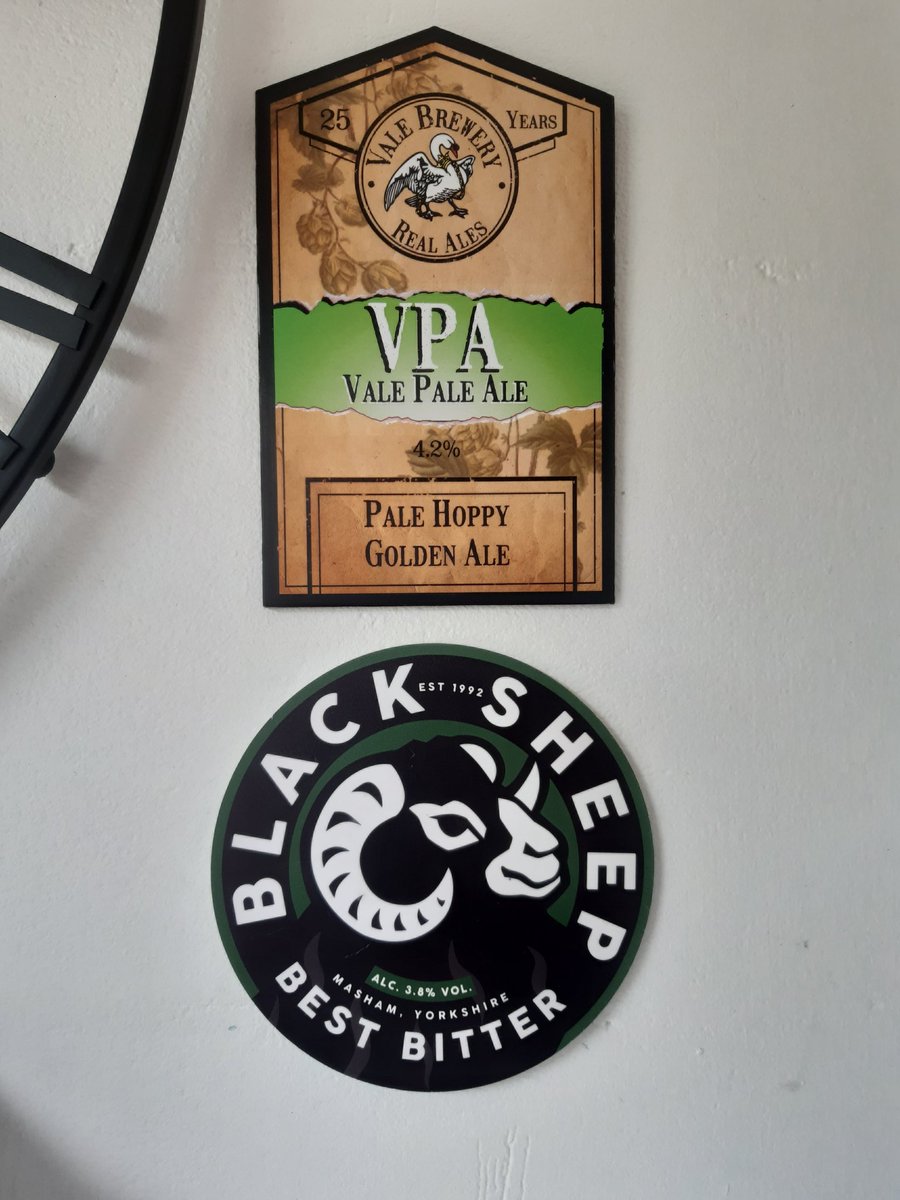 25 YEARS
VALE BREWERY
REAL ALES
VPA
VALE PALE ALE
4.2%
PALE HOPPY
GOLDEN ALE
BLACK SHEEP
EST 1992
ALC. 3.8% VOL.
MASHAM, YORKSHIRE
BEST BITTER